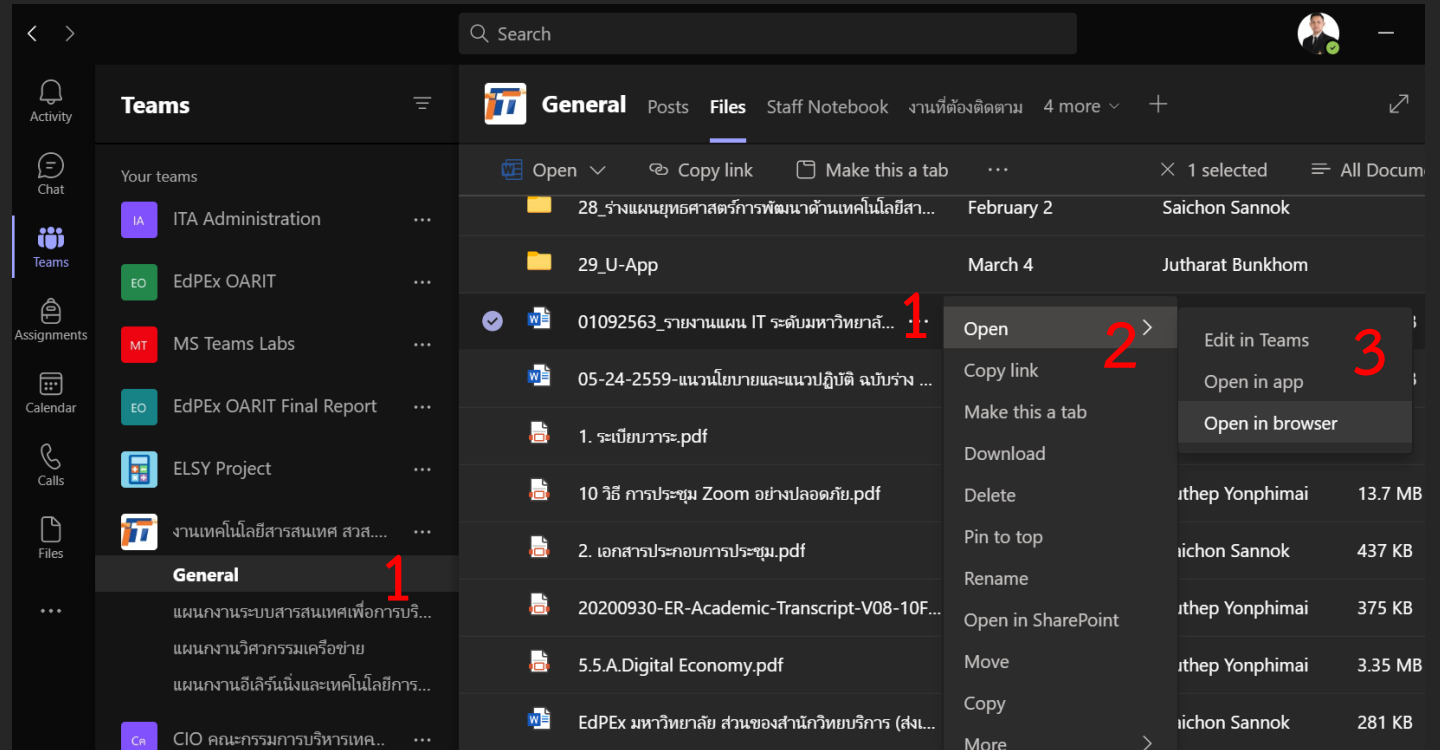 Search
Activity
Chat
Teams
Assignments
Calendar
Calls
Files
Teams
Your teams
IA ITA Administration
EO EdPEx OARIT
MT MS Teams Labs
EO EdPEx OARIT Final Report
ELSY Project
งานเทคโนโลยีสารสนเทศ สวส....
General 1
แผนกงานระบบสารสนเทศเพื่อการบริ...
แผนกงานวิศวกรรมเครือข่าย
แผนกงานอีเลิร์นนิ่งและเทคโนโลยีการ...
Cค CIO คณะกรรมการบริหารเทค...
General Posts Files Staff Notebook งานที่ต้องติดตาม 4 more
Open Copy link Make this a tab 1 selected All Docum
28_ร่างแผนยุทธศาสตร์การพัฒนาด้านเทคโนโลยีสา... February 2 Saichon Sannok
29_U-App March 4 Jutharat Bunkhom
01092563_รายงานแผน IT ระดับมหาวิทยาลั... 1
05-24-2559-แนวนโยบายและแนวปฏิบัติ ฉบับร่าง ...
1. ระเบียบวาระ.pdf
10 วิธี การประชุม Zoom อย่างปลอดภัย.pdf uthep Yonphimai 13.7 MB
2. เอกสารประกอบการประชุม.pdf aichon Sannok 437 KB
20200930-ER-Academic-Transcript-V08-10F... uthep Yonphimai 375 KB
5.5.A.Digital Economy.pdf uthep Yonphimai 3.35 MB
EdPEx มหาวิทยาลัย ส่วนของสำนักวิทยบริการ (ส่งเ... aichon Sannok 281 KB
Open 2
Copy link
Make this a tab
Download
Delete
Pin to top
Rename
Open in SharePoint
Move
Copy
More
Edit in Teams 3
Open in app
Open in browser